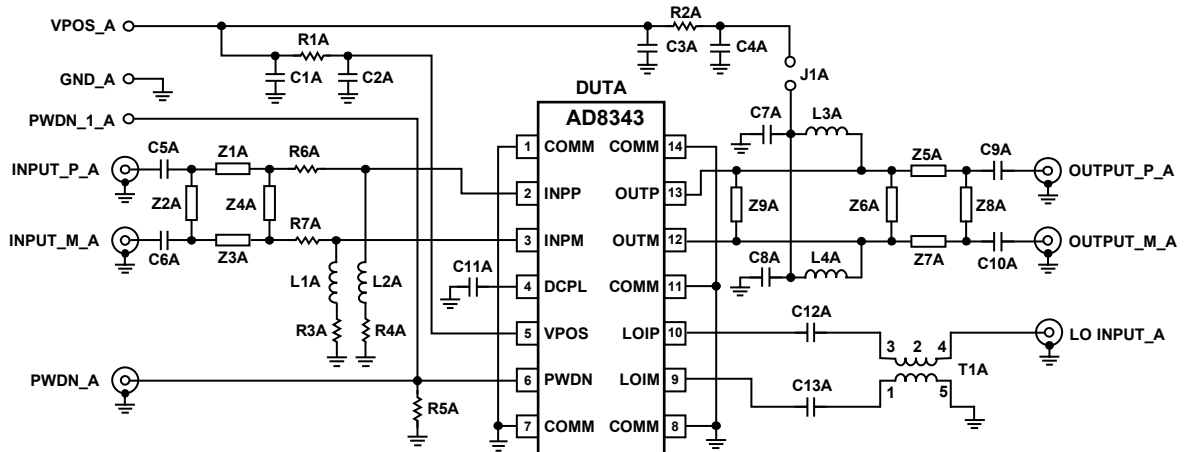 VPOS_A
R1A
C1A
C2A
R2A
C3A
C4A
J1A
GND_A
PWDN_1_A
DUTA
AD8343
C7A
L3A
INPUT_P_A
C5A
Z1A
R6A
Z2A
Z4A
INPUT_M_A
C6A
Z3A
R7A
L1A
L2A
R3A
R4A
C11A
PWDN_A
R5A
1 COMM
2 INPP
3 INPM
4 DCPL
5 VPOS
6 PWDN
7 COMM
COMM 14
OUTP 13
OUTM 12
COMM 11
LOIP 10
LOIM 9
COMM 8
Z9A
Z6A
Z5A
Z8A
C9A
OUTPUT_P_A
Z7A
C10A
OUTPUT_M_A
C8A
L4A
C12A
3 2 4
LO INPUT_A
T1A
C13A
1 5